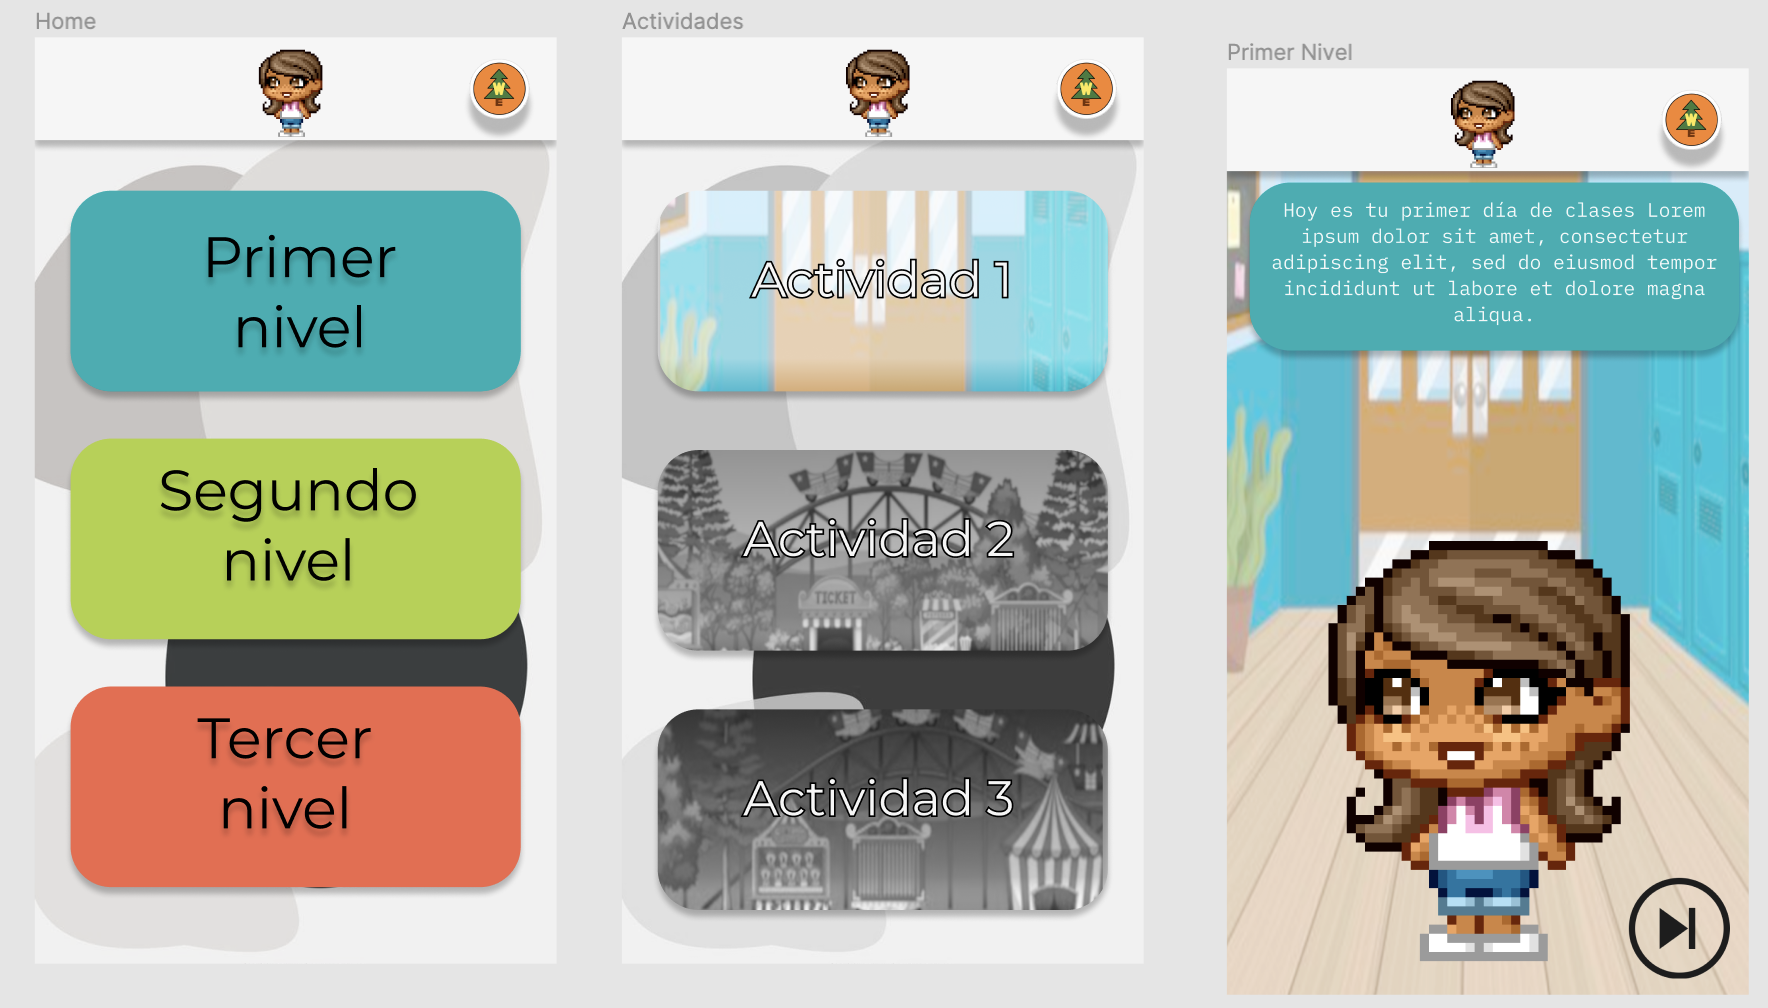 Home
W
E
Primer
nivel
Segundo
nivel
Tercer
nivel
Actividades
W
E
Actividad 1
Actividad 2
TICKET
Actividad 3
Primer Nivel
W
E
Hoy es tu primer día de clases Lorem
ipsum dolor sit amet, consectetur
adipiscing elit, sed do eiusmod tempor
incididunt ut labore et dolore magna
aliqua.